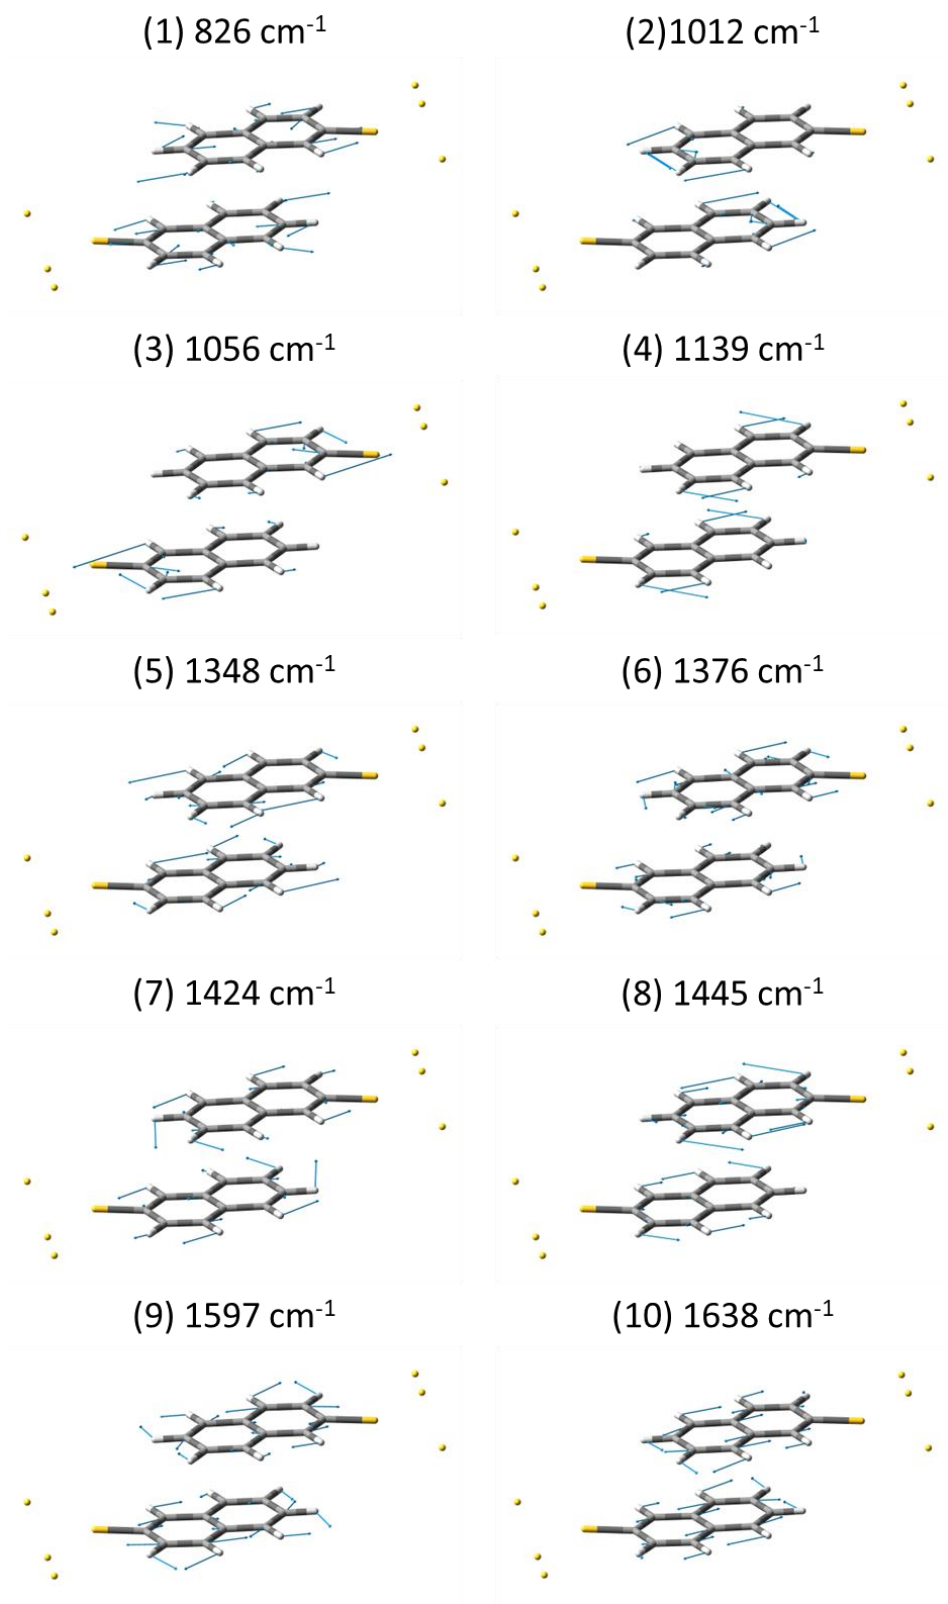 (1) 826 cm-1
(2)1012 cm-1
(3) 1056 cm-1
(4) 1139 cm-1
(5) 1348 cm-1
(6) 1376 cm-1
(7) 1424 cm-1
(8) 1445 cm-1
(9) 1597 cm-1
(10) 1638 cm-1